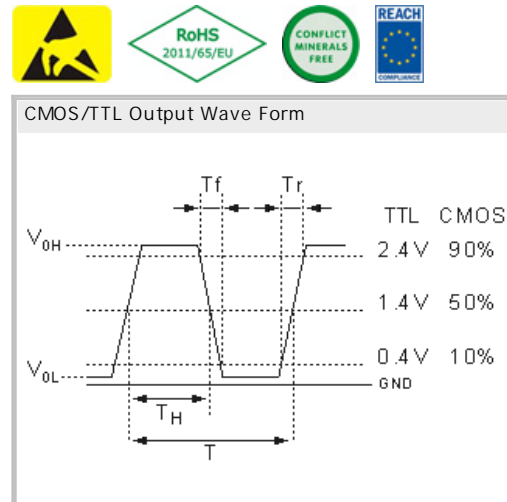 RoHS
2011/65/EU
CONFLICT
MINERALS
FREE
REACH
COMPLIANCE
CMOS/TTL Output Wave Form
Tf Tr
TTL CMOS
V0H 2.4V 90%
1.4V 50%
0.4V 10%
V0L GND
TH
T